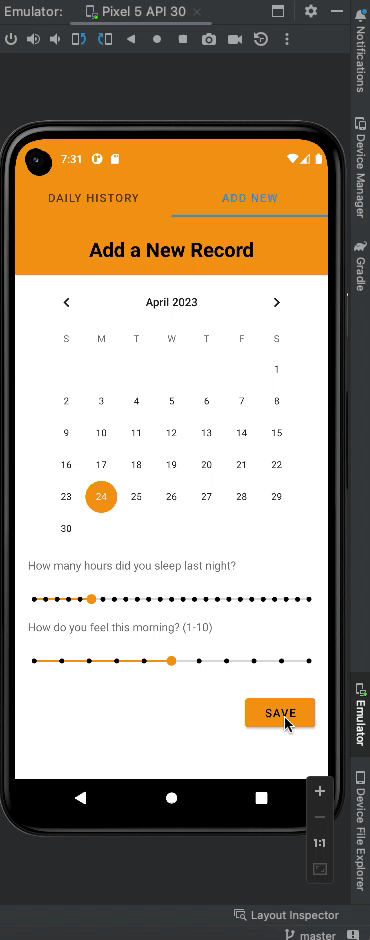 Emulator: Pixel 5 API 30
Notifications
Device Manager
Gradle
7:31
DAILY HISTORY ADD NEW
Add a New Record
April 2023
S M T W T F S
1
2 3 4 5 6 7 8
9 10 11 12 13 14 15
16 17 18 19 20 21 22
23 24 25 26 27 28 29
30
How many hours did you sleep last night?
How do you feel this morning? (1-10)
SAVE
1:1
Emulator
Device File Explorer
Layout Inspector
master